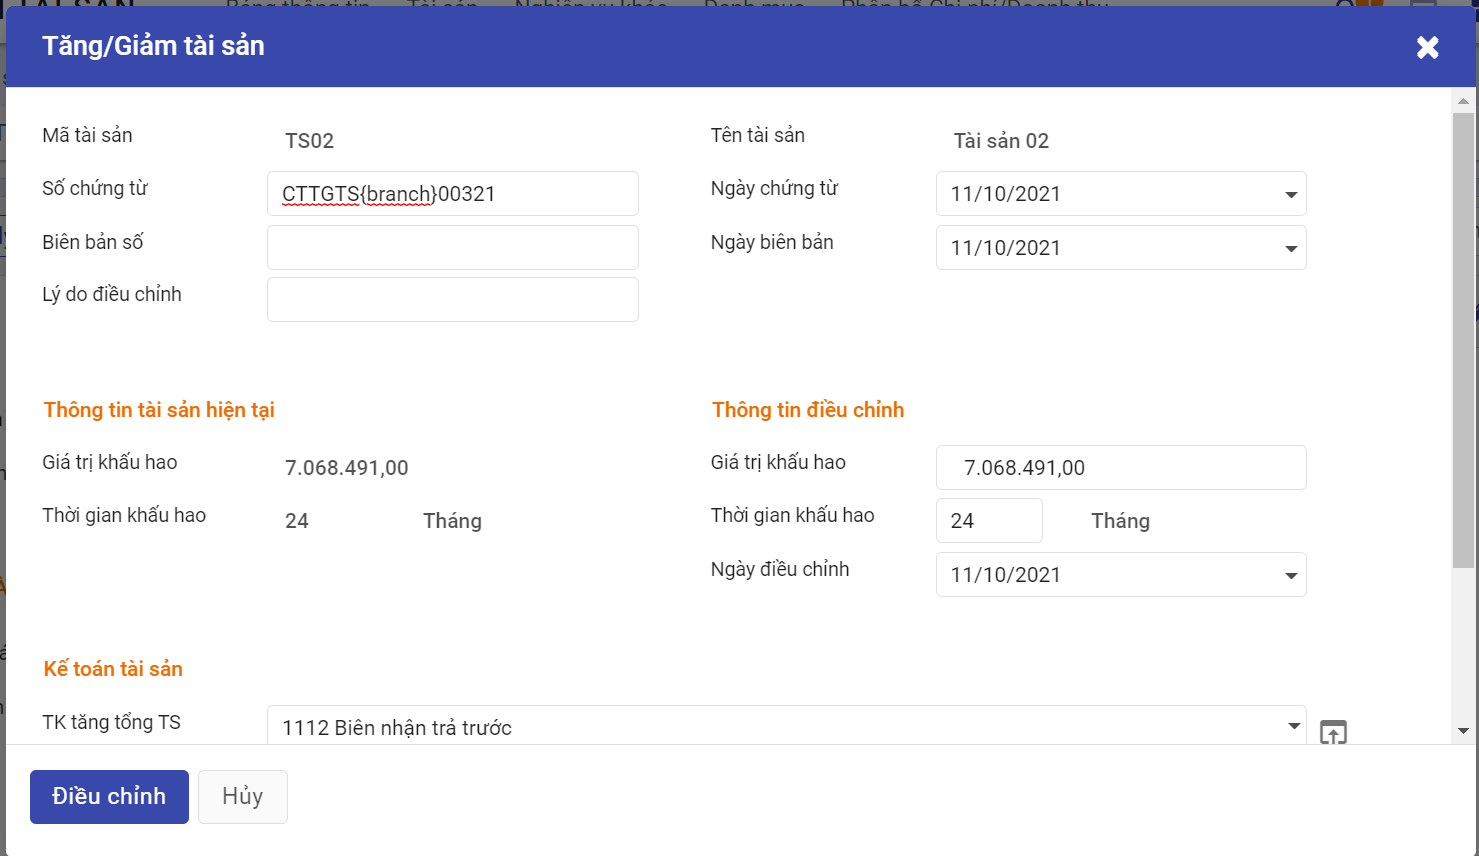 Tăng/Giảm tài sản
Mã tài sản TS02 Tên tài sản Tài sản 02
Số chứng từ CTTGTS{branch}00321 Ngày chứng từ 11/10/2021
Biên bản số Ngày biên bản 11/10/2021
Lý do điều chỉnh
Thông tin tài sản hiện tại Thông tin điều chỉnh
Giá trị khấu hao 7.068.491,00 Giá trị khấu hao 7.068.491,00
Thời gian khấu hao 24 Tháng Thời gian khấu hao 24 Tháng
Ngày điều chỉnh 11/10/2021
Kế toán tài sản
TK tăng tổng TS 1112 Biên nhận trả trước
Điều chỉnh Hủy